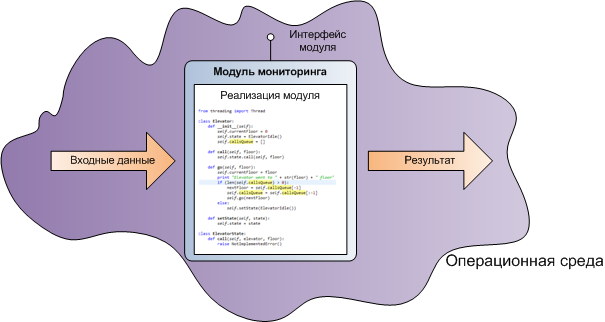 Интерфейс
модуля
Модуль мониторинга
Реализация модуля
from threading import Thread
class Elevator:
def __init__(self):
self.currentFloor = 0
self.state = ElevatorIdle()
self.callsQueue = []
def call(self, floor):
self.state.call(self, floor)
def go(self, floor):
self.currentFloor = floor
print "Elevator went to " + str(floor) + " floor"
if (len(self.callsQueue) > 0):
nextFloor = self.callsQueue[-1]
self.callsQueue = self.callsQueue[:-1]
self.go(nextFloor)
else:
self.setState(ElevatorIdle())
def setState(self, state):
self.state = state
class ElevatorState:
def call(self, elevator, floor):
raise NotImplementedError()
Входные данные
Результат
Операционная среда